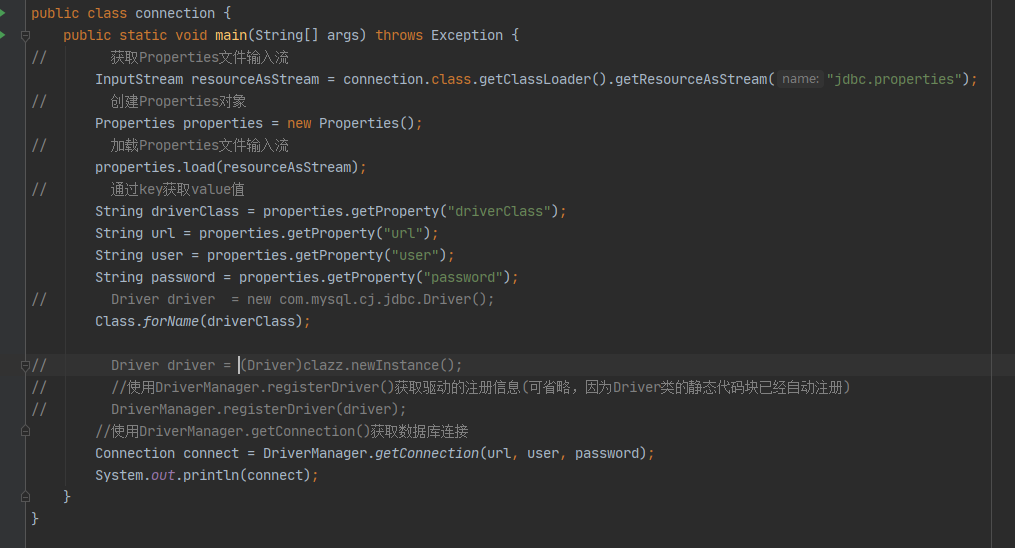 public class connection {
    public static void main(String[] args) throws Exception {
//        获取Properties文件输入流
        InputStream resourceAsStream = connection.class.getClassLoader().getResourceAsStream( name: "jdbc.properties");
//        创建Properties对象
        Properties properties = new Properties();
//        加载Properties文件输入流
        properties.load(resourceAsStream);
//        通过key获取value值
        String driverClass = properties.getProperty("driverClass");
        String url = properties.getProperty("url");
        String user = properties.getProperty("user");
        String password = properties.getProperty("password");
//        Driver driver  = new com.mysql.cj.jdbc.Driver();
        Class.forName(driverClass);
//        Driver driver = (Driver)clazz.newInstance();
//        //使用DriverManager.registerDriver()获取驱动的注册信息(可省略，因为Driver类的静态代码块已经自动注册)
//        DriverManager.registerDriver(driver);
        //使用DriverManager.getConnection()获取数据库连接
        Connection connect = DriverManager.getConnection(url, user, password);
        System.out.println(connect);
    }
}